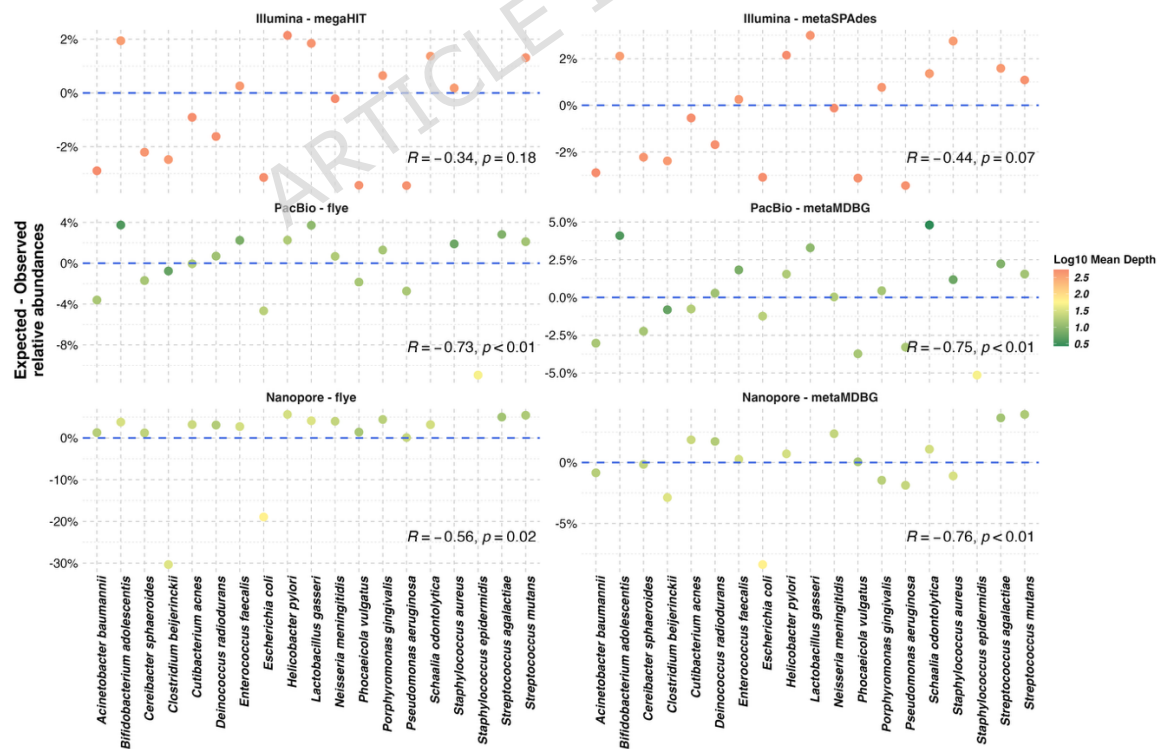 Illumina - megaHIT
Illumina - metaSPAdes
2%
0%
-2%
R = −0.34, p = 0.18
2%
0%
-2%
R = −0.44, p = 0.07
ARTICLE
PacBio - flye
PacBio - metaMDBG
Expected - Observed
relative abundances
4%
0%
-4%
-8%
R = −0.73, p < 0.01
5.0%
2.5%
0.0%
-2.5%
-5.0%
R = −0.75, p < 0.01
Log10 Mean Depth
2.5
2.0
1.5
1.0
0.5
Nanopore - flye
Nanopore - metaMDBG
0%
-10%
-20%
-30%
R = −0.56, p = 0.02
0%
-5%
R = −0.76, p < 0.01
Acinetobacter baumannii
Bifidobacterium adolescentis
Cereibacter sphaeroides
Clostridium beijerinckii
Cutibacterium acnes
Deinococcus radiodurans
Enterococcus faecalis
Escherichia coli
Helicobacter pylori
Lactobacillus gasseri
Neisseria meningitidis
Phocaeicola vulgatus
Porphyromonas gingivalis
Pseudomonas aeruginosa
Schaalia odontolytica
Staphylococcus aureus
Staphylococcus epidermidis
Streptococcus agalactiae
Streptococcus mutans
Acinetobacter baumannii
Bifidobacterium adolescentis
Cereibacter sphaeroides
Clostridium beijerinckii
Cutibacterium acnes
Deinococcus radiodurans
Enterococcus faecalis
Escherichia coli
Helicobacter pylori
Lactobacillus gasseri
Neisseria meningitidis
Phocaeicola vulgatus
Porphyromonas gingivalis
Pseudomonas aeruginosa
Schaalia odontolytica
Staphylococcus aureus
Staphylococcus epidermidis
Streptococcus agalactiae
Streptococcus mutans